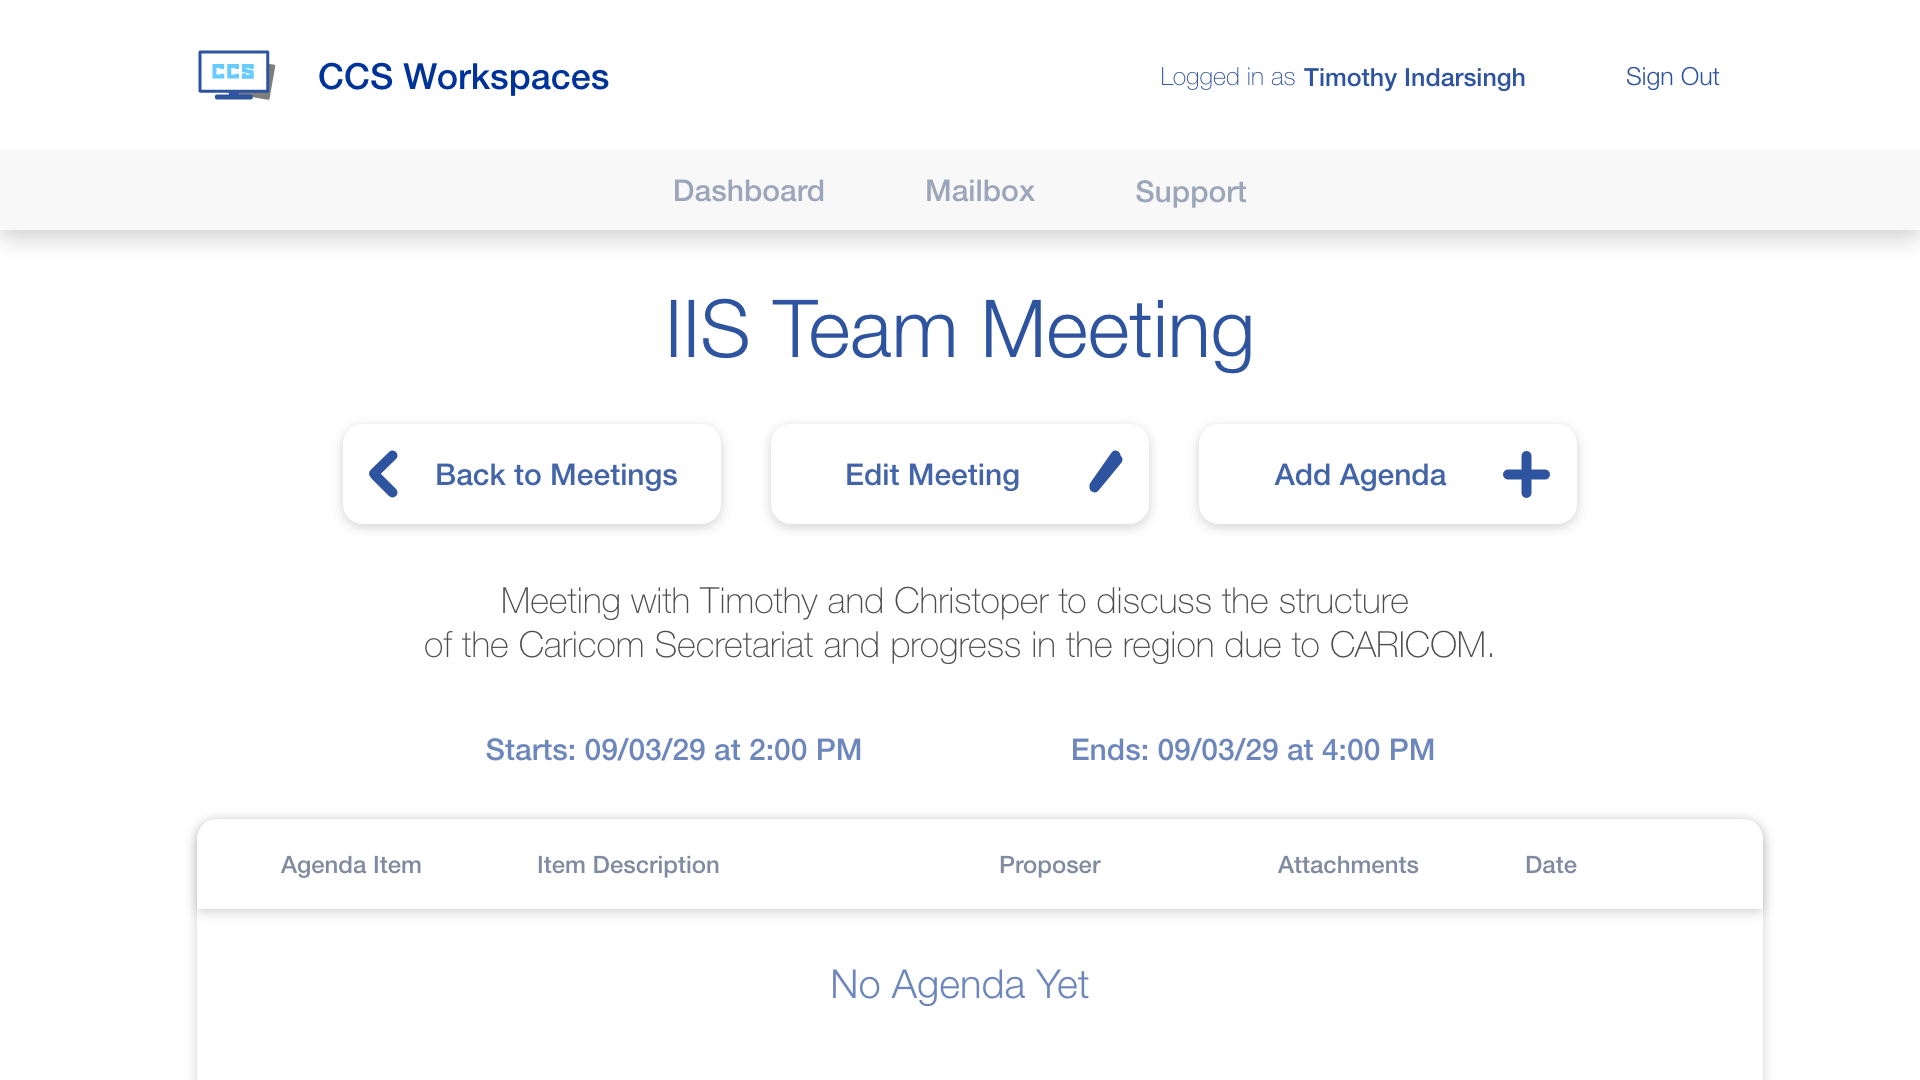 CCS
CCS Workspaces
Logged in as Timothy Indarsingh
Sign Out
Dashboard
Mailbox
Support
IIS Team Meeting
Back to Meetings
Edit Meeting
Add Agenda
Meeting with Timothy and Christoper to discuss the structure
of the Caricom Secretariat and progress in the region due to CARICOM.
Starts: 09/03/29 at 2:00 PM
Ends: 09/03/29 at 4:00 PM
Agenda Item
Item Description
Proposer
Attachments
Date
No Agenda Yet